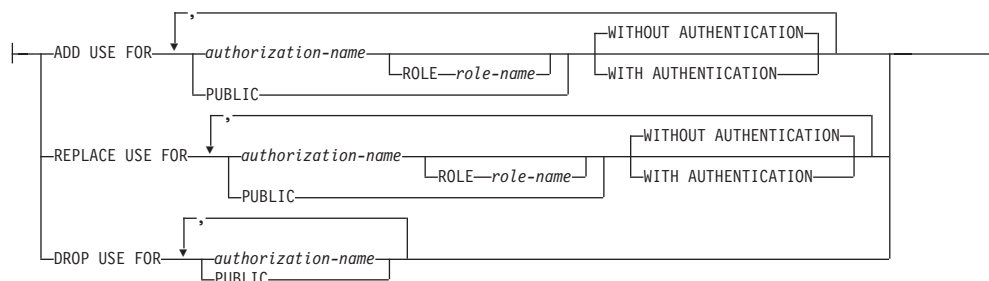 ,
WITHOUT AUTHENTICATION
ADD USE FOR authorization-name
ROLE role-name WITH AUTHENTICATION
PUBLIC
,
WITHOUT AUTHENTICATION
REPLACE USE FOR authorization-name
ROLE role-name WITH AUTHENTICATION
PUBLIC
,
DROP USE FOR authorization-name
PUBLIC